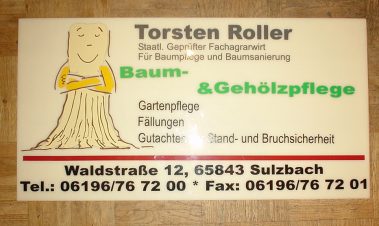 Torsten Roller
Staatl. Geprüfter Fachagrarwirt
Für Baumpflege und Baumsanierung
Baum-
&Gehölzpflege
Gartenpflege
Fällungen
Gutachten Stand- und Bruchsicherheit
Waldstraße 12, 65843 Sulzbach
Tel.: 06196/76 72 00 * Fax: 06196/76 72 01